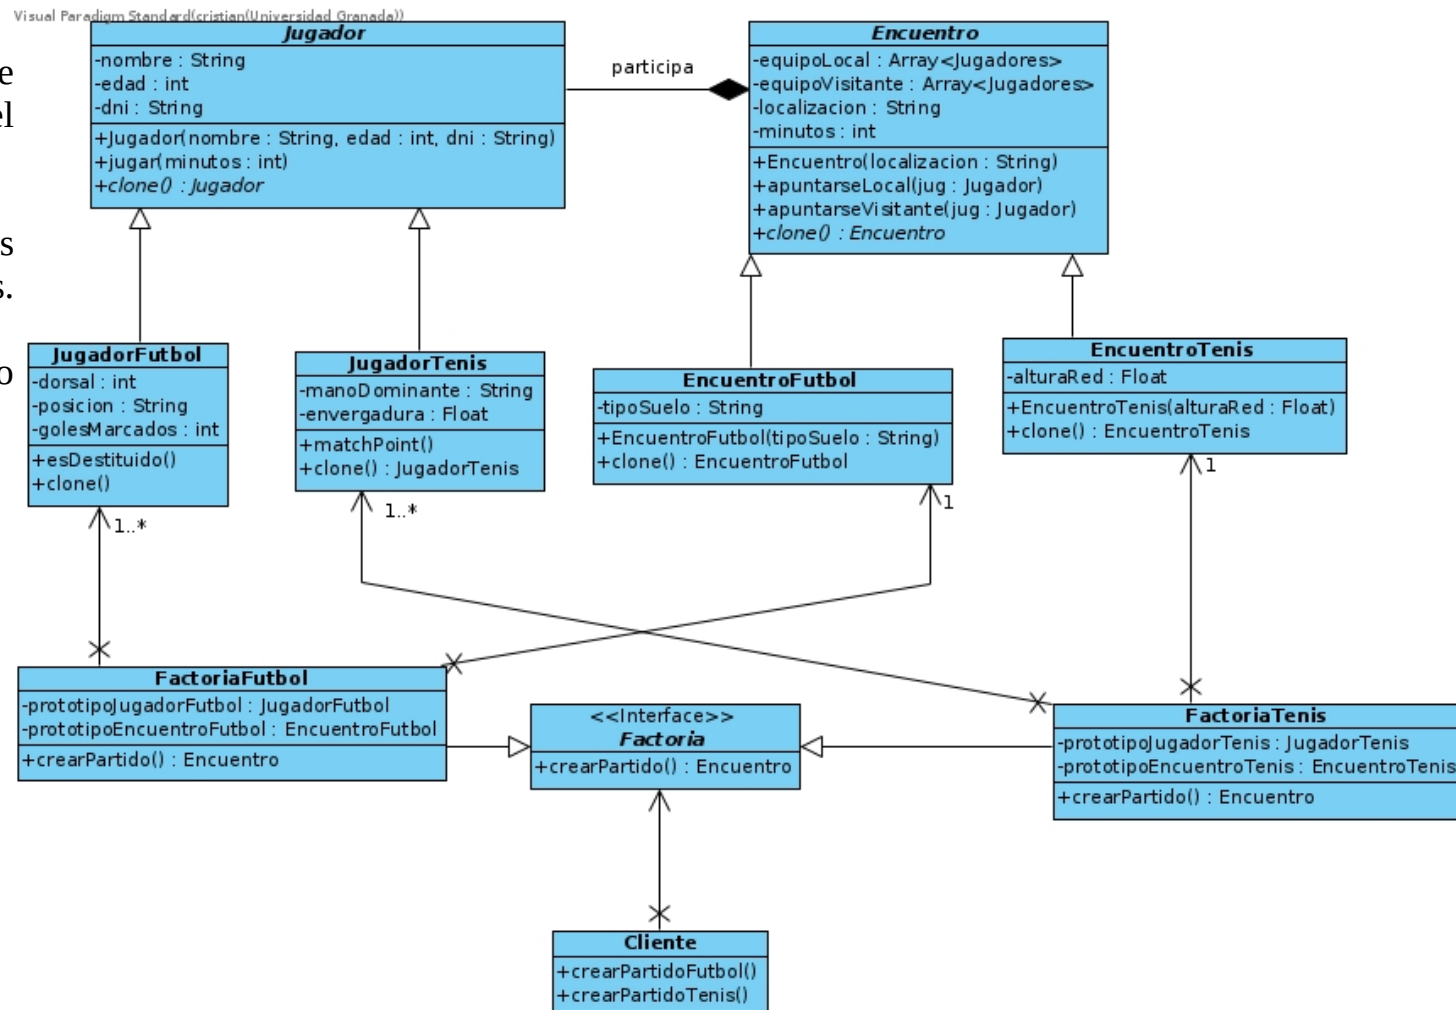 Visual Paradigm Standard(cristian(Universidad Granada))
e
el
s
s.
o
Jugador
-nombre : String
-edad : int
-dni : String
+Jugador(nombre : String, edad : int, dni : String)
+jugar(minutos : int)
+clone() : Jugador
participa
Encuentro
-equipoLocal : Array<Jugadores>
-equipoVisitante : Array<Jugadores>
-localizacion : String
-minutos : int
+Encuentro(localizacion : String)
+apuntarseLocal(jug : Jugador)
+apuntarseVisitante(jug : Jugador)
+clone() : Encuentro
JugadorFutbol
-dorsal : int
-posicion : String
-golesMarcados : int
+esDestituido()
+clone()
1..*
JugadorTenis
-manoDominante : String
-envergadura : Float
+matchPoint()
+clone() : JugadorTenis
1..*
EncuentroFutbol
-tipoSuelo : String
+EncuentroFutbol(tipoSuelo : String)
+clone() : EncuentroFutbol
1
EncuentroTenis
-alturaRed : Float
+EncuentroTenis(alturaRed : Float)
+clone() : EncuentroTenis
1
FactoriaFutbol
-prototipoJugadorFutbol : JugadorFutbol
-prototipoEncuentroFutbol : EncuentroFutbol
+crearPartido() : Encuentro
<<Interface>>
Factoria
+crearPartido() : Encuentro
FactoriaTenis
-prototipoJugadorTenis : JugadorTenis
-prototipoEncuentroTenis : EncuentroTenis
+crearPartido() : Encuentro
Cliente
+crearPartidoFutbol()
+crearPartidoTenis()